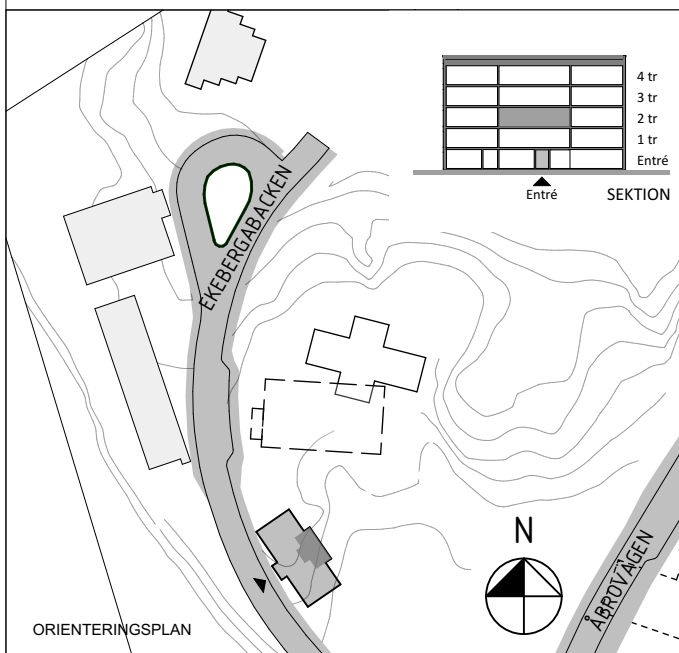 4 tr
3 tr
2 tr
1 tr
Entré
Entré
SEKTION
EKEBERGABACKEN
N
ÅBROVÄGEN
ORIENTERINGSPLAN